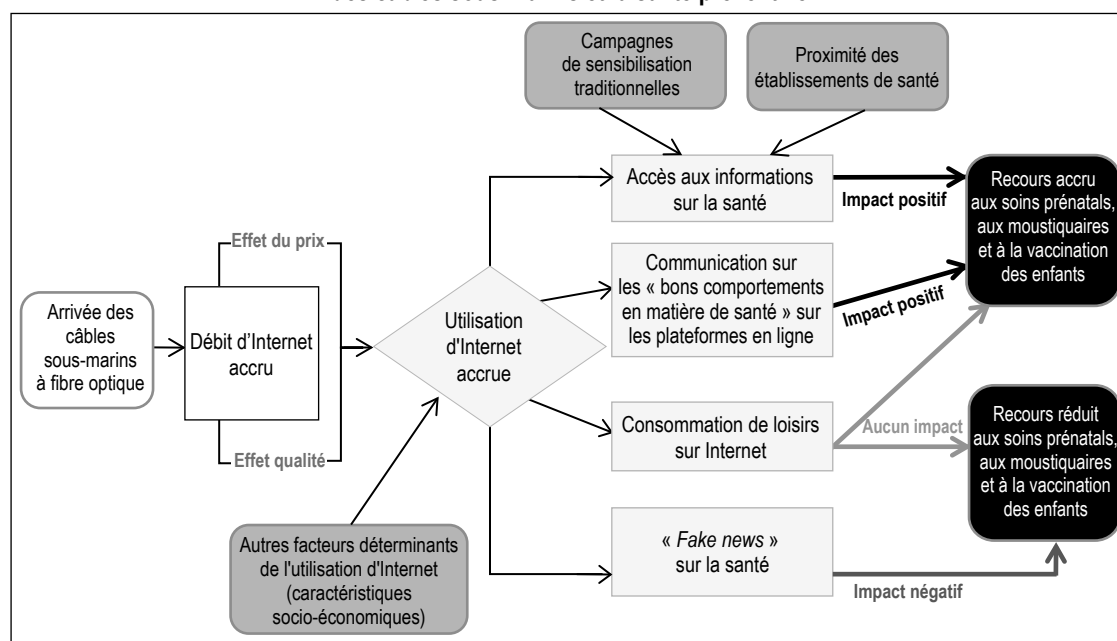 Campagnes
de sensibilisation
traditionnelles
Proximité des
établissements de santé
Accès aux informations
sur la santé
Impact positif
Recours accru
aux soins prénatals,
aux moustiquaires
et à la vaccination
des enfants
Effet du prix
Communication sur
les « bons comportements
en matière de santé » sur
les plateformes en ligne
Impact positif
Arrivée des
câbles
sous-marins
à fibre optique
Débit d’Internet
accru
Utilisation
d'Internet
accrue
Effet qualité
Consommation de loisirs
sur Internet
Aucun impact
Recours réduit
aux soins prénatals,
aux moustiquaires
et à la vaccination
des enfants
Autres facteurs déterminants
de l'utilisation d'Internet
(caractéristiques
socio-économiques)
« Fake news »
sur la santé
Impact négatif